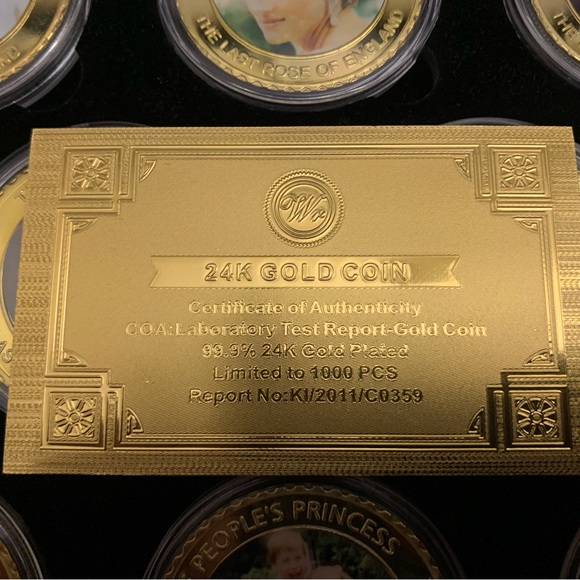 THE LAST ROSE OF ENGLAND
THE
Wr
24K GOLD COIN
Certificate of Authenticity
COA:Laboratory Test Report-Gold Coin
99.9% 24K Gold Plated
Limited to 1000 PCS
Report No:KI/2011/C0359
PEOPLE'S PRINCESS